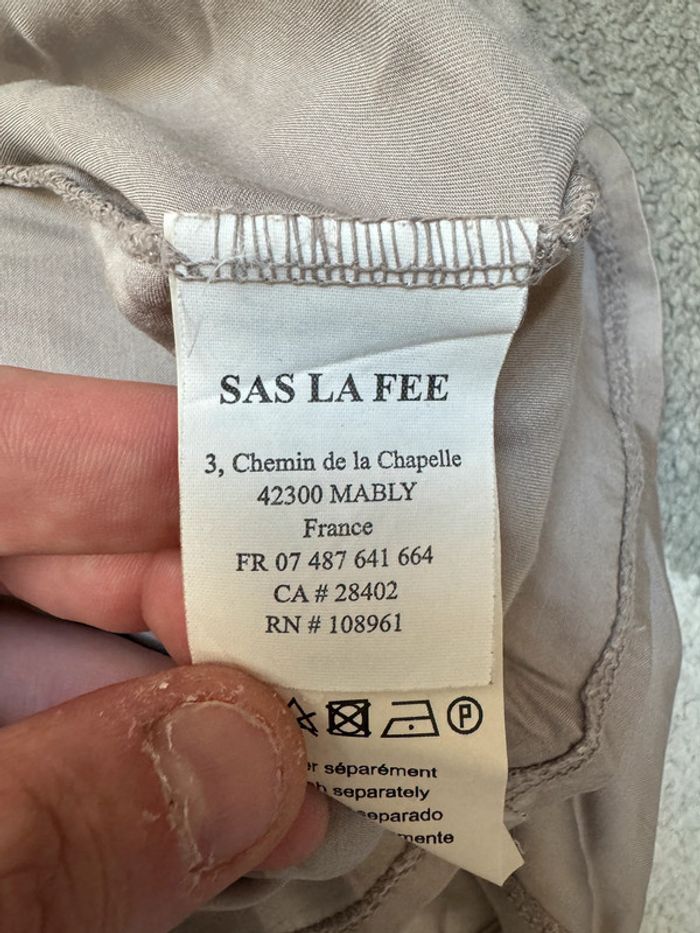 SAS LA FEE
3, Chemin de la Chapelle
42300 MABLY
France
FR 07 487 641 664
CA # 28402
RN # 108961
P
séparément
separately